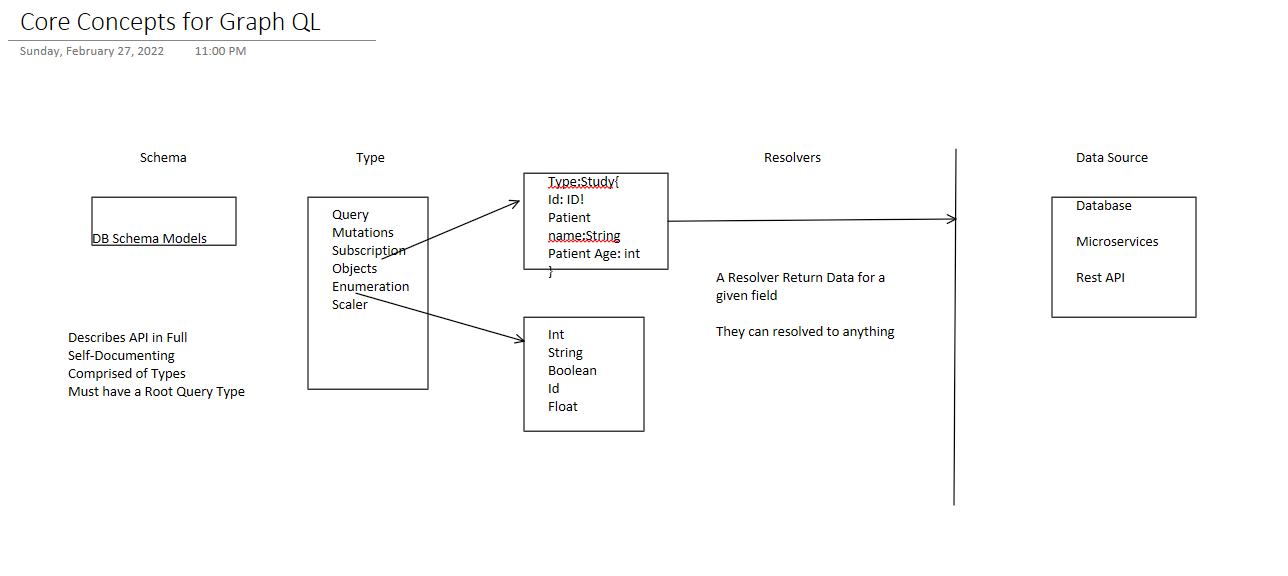 Core Concepts for Graph QL
Sunday, February 27, 2022 11:00 PM
Schema
Type
Resolvers
Data Source
DB Schema Models
Describes API in Full
Self-Documenting
Comprised of Types
Must have a Root Query Type
Query
Mutations
Subscription
Objects
Enumeration
Scaler
Type:Study{
Id: ID!
Patient
name:String
Patient Age: int
}
Int
String
Boolean
Id
Float
A Resolver Return Data for a
given field
They can resolved to anything
Database
Microservices
Rest API